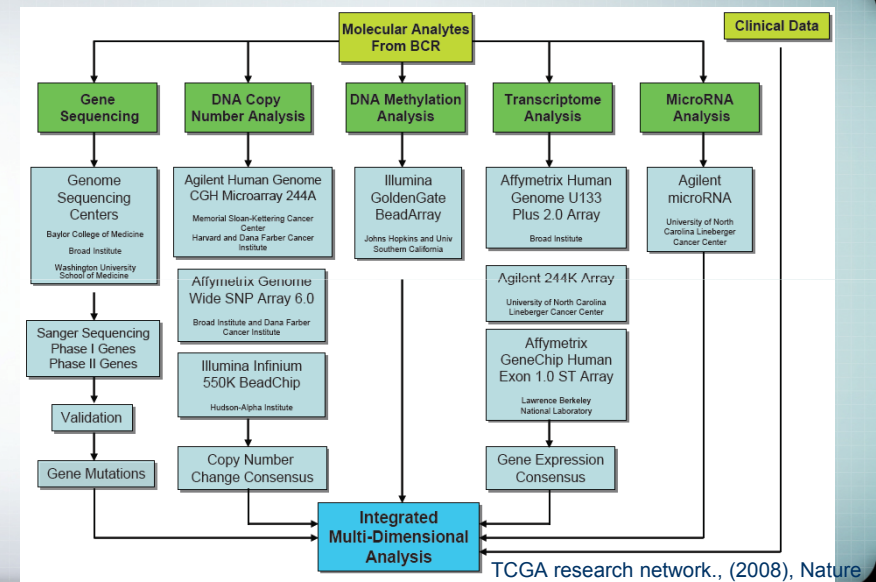 Molecular Analytes
From BCR
Clinical Data
Gene
Sequencing
DNA Copy
Number Analysis
DNA Methylation
Analysis
Transcriptome
Analysis
MicroRNA
Analysis
Genome
Sequencing
Centers
Baylor College of Medicine
Broad Institute
Washington University
School of Medicine
Sanger Sequencing
Phase I Genes
Phase II Genes
Validation
Gene Mutations
Agilent Human Genome
CGH Microarray 244A
Memorial Sloan-Kettering Cancer
Center
Harvard and Dana Farber Cancer
Institute
Affymetrix Genome
Wide SNP Array 6.0
Broad Institute and Dana Farber
Cancer Institute
Illumina Infinium
550K BeadChip
Hudson-Alpha Institute
Copy Number
Change Consensus
Illumina
GoldenGate
BeadArray
Johns Hopkins and Univ
Southern California
Affymetrix Human
Genome U133
Plus 2.0 Array
Broad Institute
Agilent 244K Array
University of North Carolina
Lineberger Cancer Center
Affymetrix
GeneChip Human
Exon 1.0 ST Array
Lawrence Berkeley
National Laboratory
Gene Expression
Consensus
Agilent
microRNA
University of North
Carolina Lineberger
Cancer Center
Integrated
Multi-Dimensional
Analysis
TCGA research network., (2008), Nature